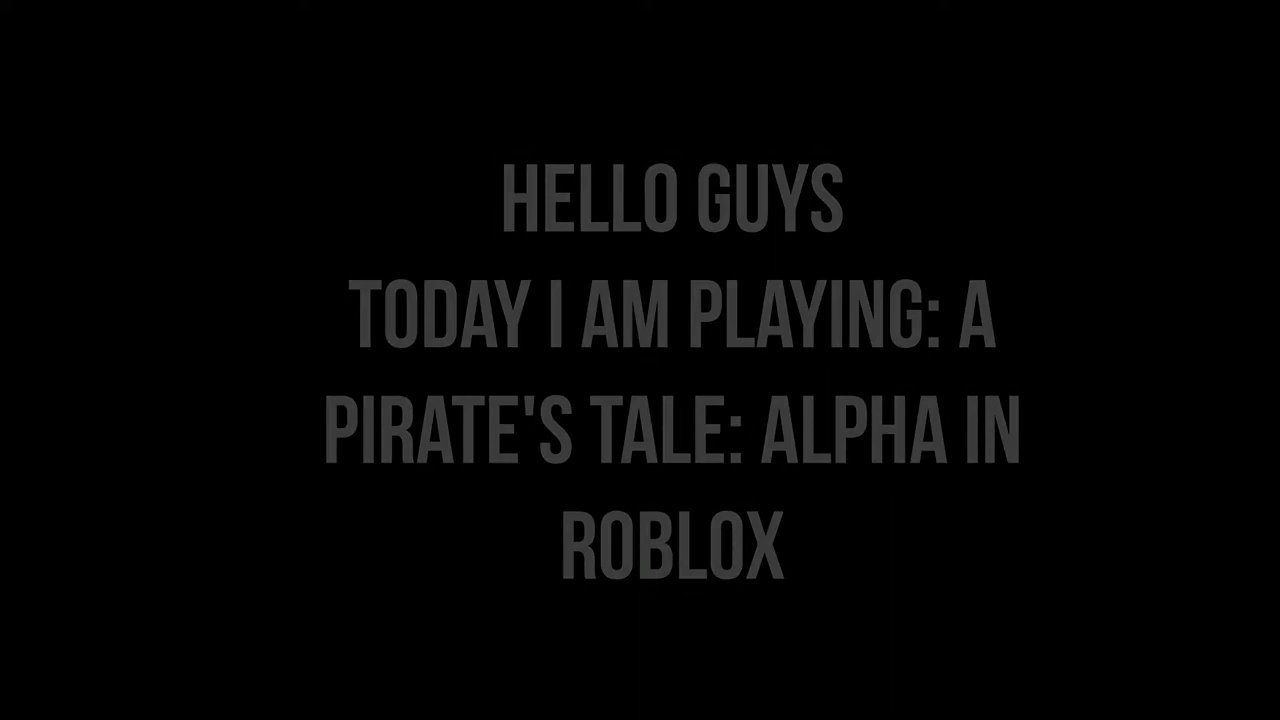 HELLO GUYS
TODAY I AM PLAYING: A
PIRATE'S TALE: ALPHA IN
ROBLOX